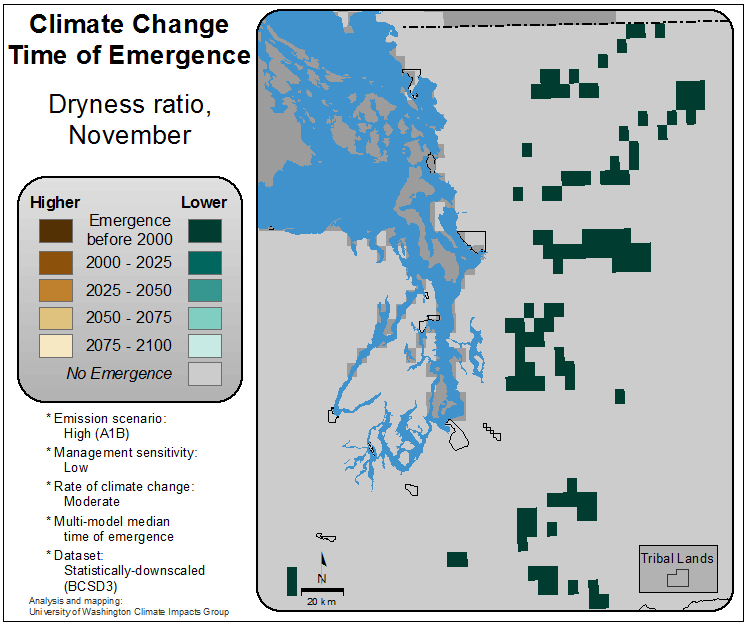 Climate Change
Time of Emergence
Dryness ratio,
November
Higher Lower
Emergence
before 2000
2000 - 2025
2025 - 2050
2050 - 2075
2075 - 2100
No Emergence
* Emission scenario:
High (A1B)
* Management sensitivity:
Low
* Rate of climate change:
Moderate
* Multi-model median
time of emergence
* Dataset:
Statistically-downscaled
(BCSD3)
Analysis and mapping:
University of Washington Climate Impacts Group
N
20 km
Tribal Lands